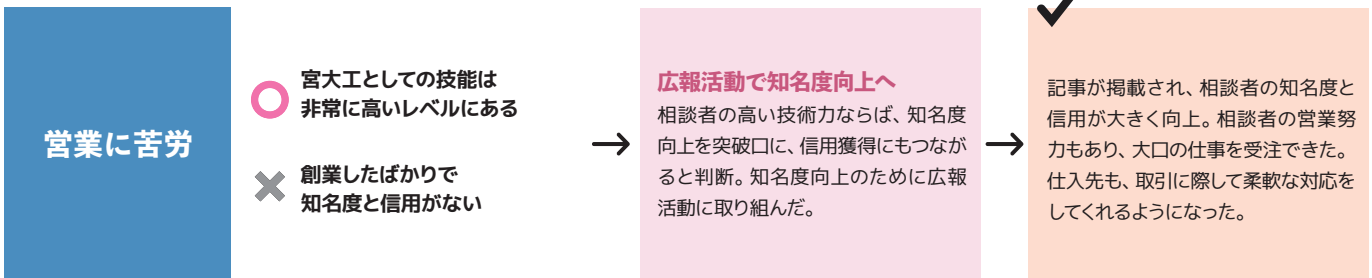 営業に苦労
宮大工としての技能は
非常に高いレベルにある
創業したばかりで
知名度と信用がない
広報活動で知名度向上へ
相談者の高い技術力ならば、知名度
向上を突破口に、信用獲得にもつなが
ると判断。知名度向上のために広報
活動に取り組んだ。
記事が掲載され、相談者の知名度と
信用が大きく向上。相談者の営業努
力もあり、大口の仕事を受注できた。
仕入先も、取引に際して柔軟な対応を
してくれるようになった。